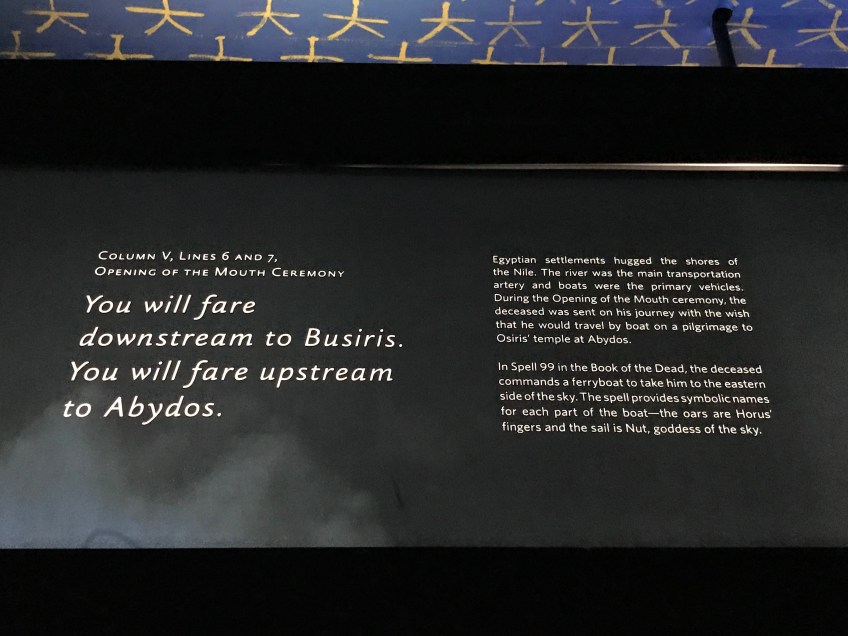 Column V, Lines 6 and 7,
Opening of the Mouth Ceremony
You will fare
downstream to Busiris.
You will fare upstream
to Abydos.
Egyptian settlements hugged the shores of
the Nile. The river was the main transportation
artery and boats were the primary vehicles.
During the Opening of the Mouth ceremony, the
deceased was sent on his journey with the wish
that he would travel by boat on a pilgrimage to
Osiris' temple at Abydos.
In Spell 99 in the Book of the Dead, the deceased
commands a ferryboat to take him to the eastern
side of the sky. The spell provides symbolic names
for each part of the boat—the oars are Horus'
fingers and the sail is Nut, goddess of the sky.